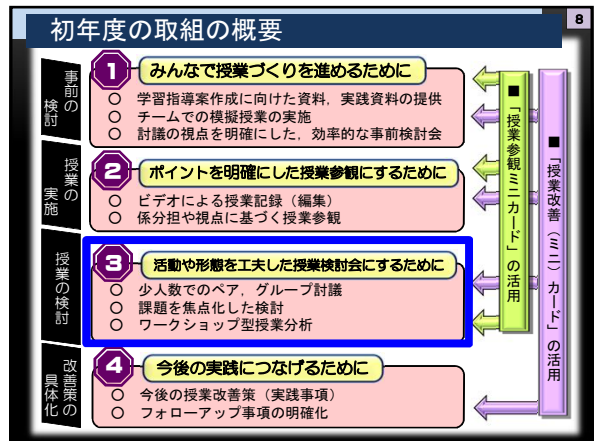 8
初年度の取組の概要
事前の検討
1 みんなで授業づくりを進めるために
○ 学習指導案作成に向けた資料，実践資料の提供
○ チームでの模擬授業の実施
○ 討議の視点を明確にした，効率的な事前検討会
授業の実施
2 ポイントを明確にした授業参観にするために
○ ビデオによる授業記録（編集）
○ 係分担や視点に基づく授業参観
授業の検討
3 活動や形態を工夫した授業検討会にするために
○ 少人数でのペア，グループ討議
○ 課題を焦点化した検討
○ ワークショップ型授業分析
改善策の具体化
4 今後の実践につなげるために
○ 今後の授業改善策（実践事項）
○ フォローアップ事項の明確化
■「授業参観ミニカード」の活用
■「授業改善（ミニ）カード」の活用